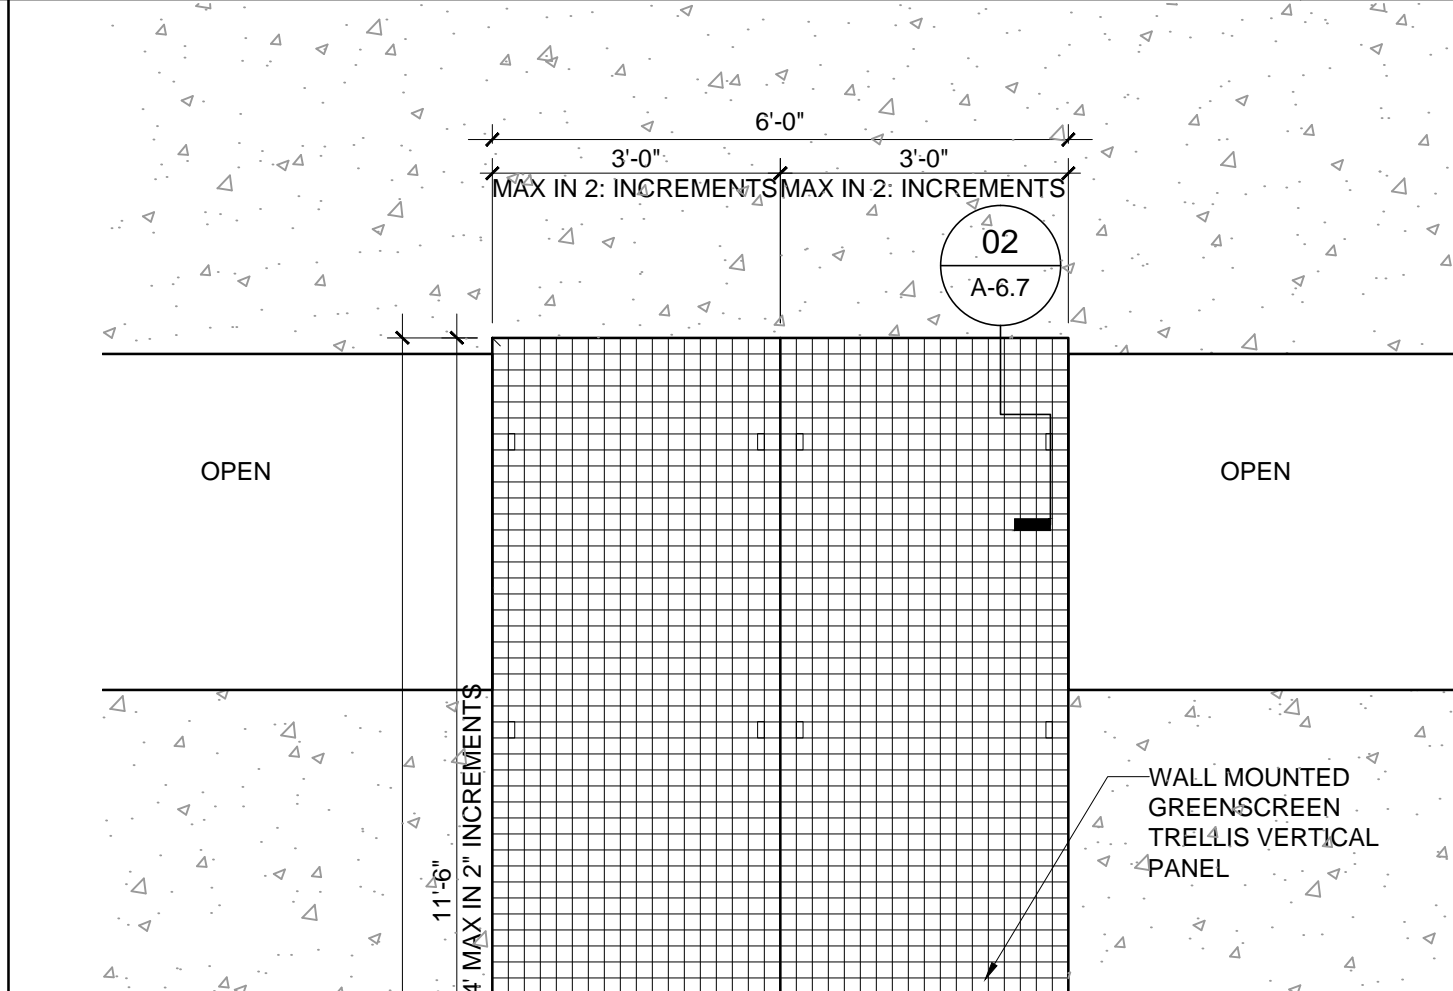 6'-0"
3'-0" 3'-0"
MAX IN 2: INCREMENTS MAX IN 2: INCREMENTS
02
A-6.7
OPEN
OPEN
WALL MOUNTED
GREENSCREEN
TRELLIS VERTICAL
PANEL
11'-6"
4' MAX IN 2" INCREMENTS